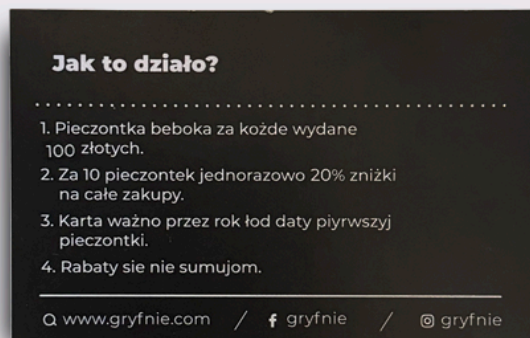 Jak to działo?
1. Pieczontka beboka za kożde wydane
100 złotych.
2. Za 10 pieczontek jednorazowo 20% zniżki
na całe zakupy.
3. Karta ważno przez rok łod daty piyrwszyj
pieczontki.
4. Rabaty sie nie sumujom.
www.gryfnie.com / gryfnie / gryfnie